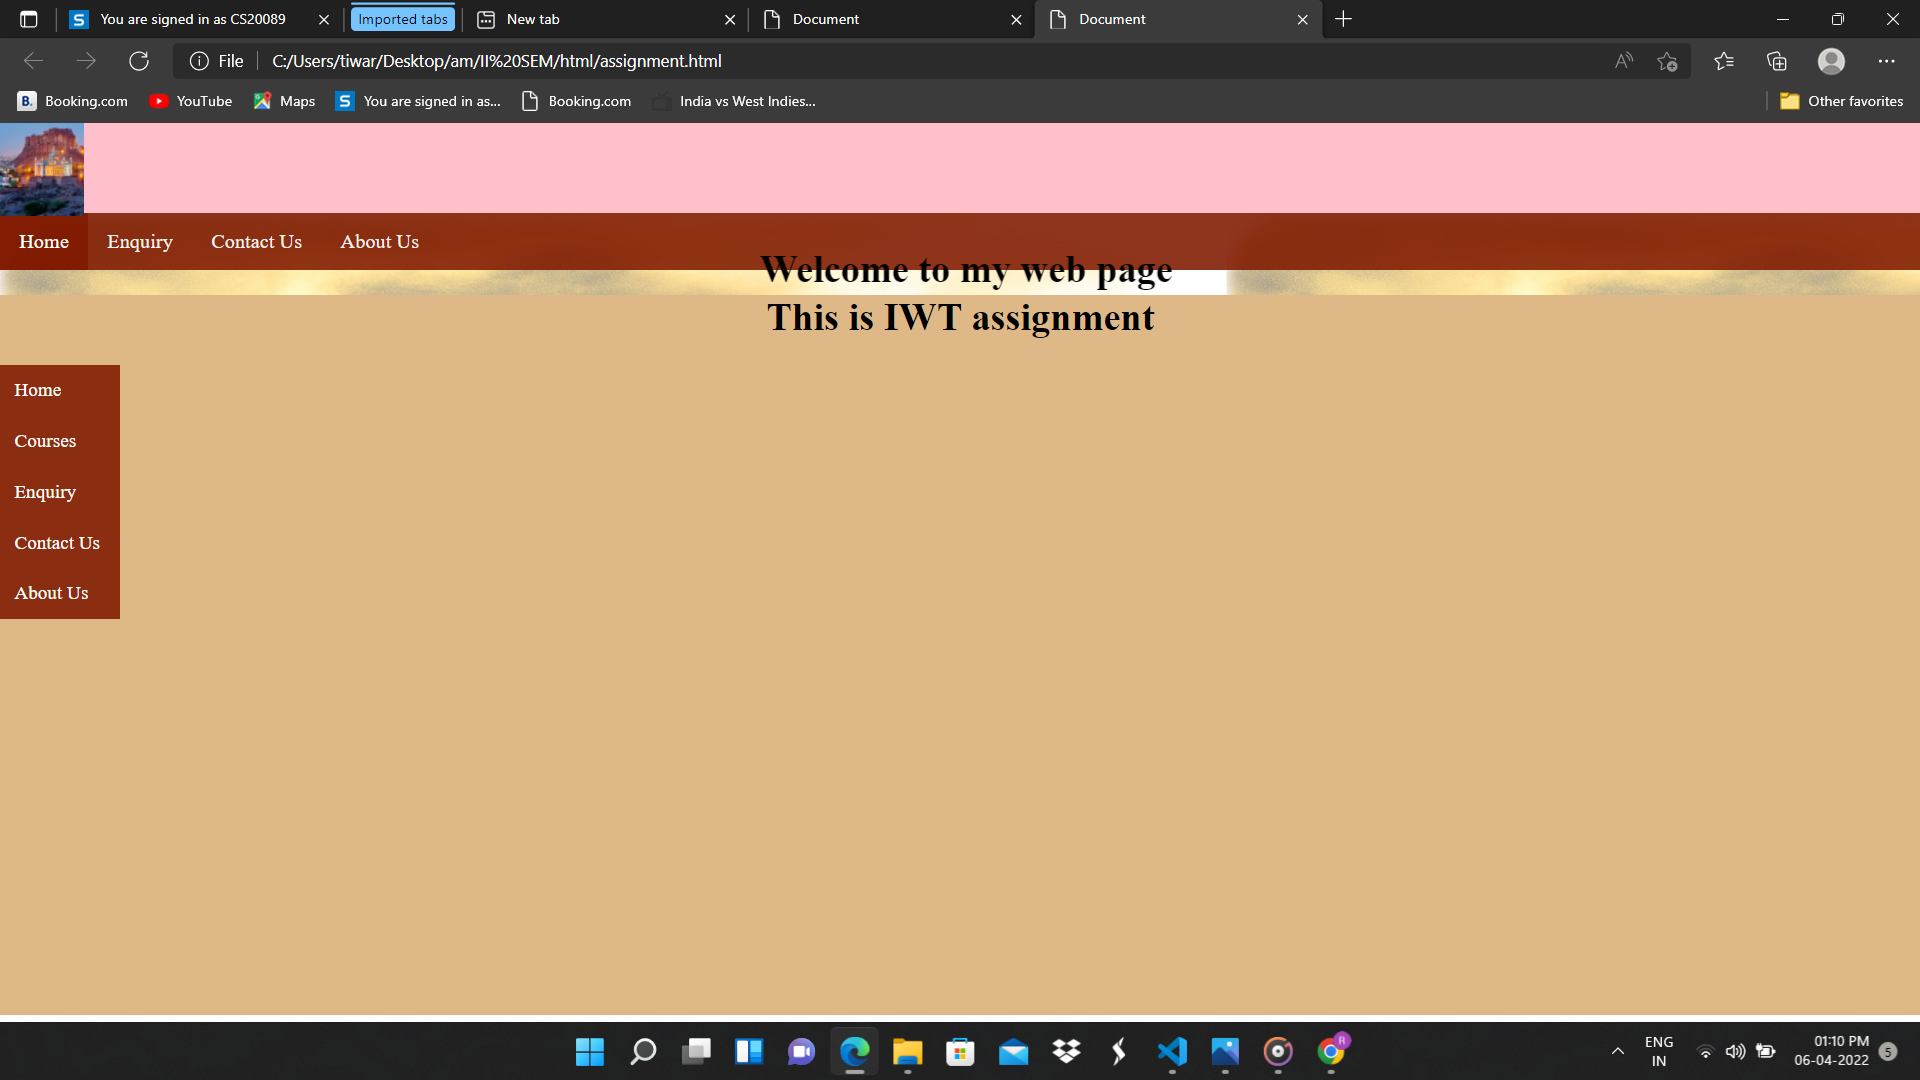 You are signed in as CS20089 Imported tabs New tab Document Document
File C:/Users/tiwar/Desktop/am/II%20SEM/html/assignment.html
B. Booking.com YouTube Maps S You are signed in as... Booking.com India vs West Indies... Other favorites
Home Enquiry Contact Us About Us
Welcome to my web page
This is IWT assignment
Home
Courses
Enquiry
Contact Us
About Us
ENG 01:10 PM
IN 06-04-2022 5